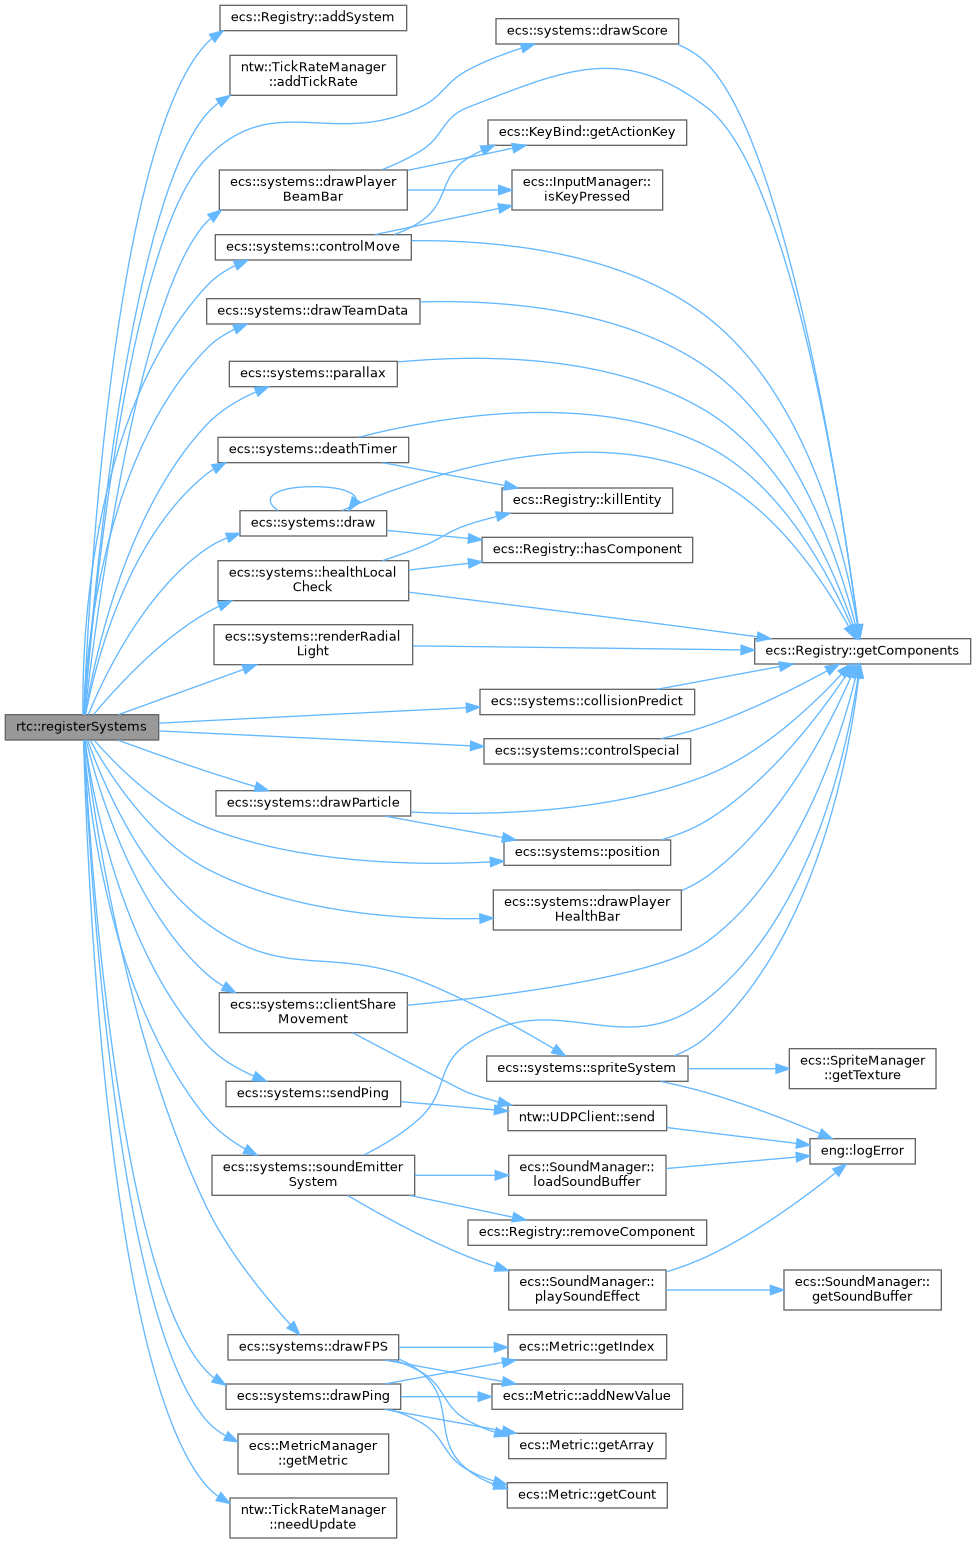 ecs::Registry::addSystem
ecs::systems::drawScore
ntw::TickRateManager
::addTickRate
ecs::KeyBind::getActionKey
ecs::systems::drawPlayer
BeamBar
ecs::InputManager::
isKeyPressed
ecs::systems::controlMove
ecs::systems::drawTeamData
ecs::systems::parallax
ecs::systems::deathTimer
ecs::Registry::killEntity
ecs::systems::draw
ecs::Registry::hasComponent
ecs::systems::healthLocal
Check
ecs::systems::renderRadial
Light
ecs::Registry::getComponents
ecs::systems::collisionPredict
rtc::registerSystems
ecs::systems::controlSpecial
ecs::systems::drawParticle
ecs::systems::position
ecs::systems::drawPlayer
HealthBar
ecs::systems::clientShare
Movement
ecs::systems::spriteSystem
ecs::SpriteManager
::getTexture
ecs::systems::sendPing
ntw::UDPClient::send
eng::logError
ecs::systems::soundEmitter
System
ecs::SoundManager::
loadSoundBuffer
ecs::Registry::removeComponent
ecs::SoundManager::
playSoundEffect
ecs::SoundManager::
getSoundBuffer
ecs::systems::drawFPS
ecs::Metric::getIndex
ecs::systems::drawPing
ecs::Metric::addNewValue
ecs::MetricManager
::getMetric
ecs::Metric::getArray
ecs::Metric::getCount
ntw::TickRateManager
::needUpdate